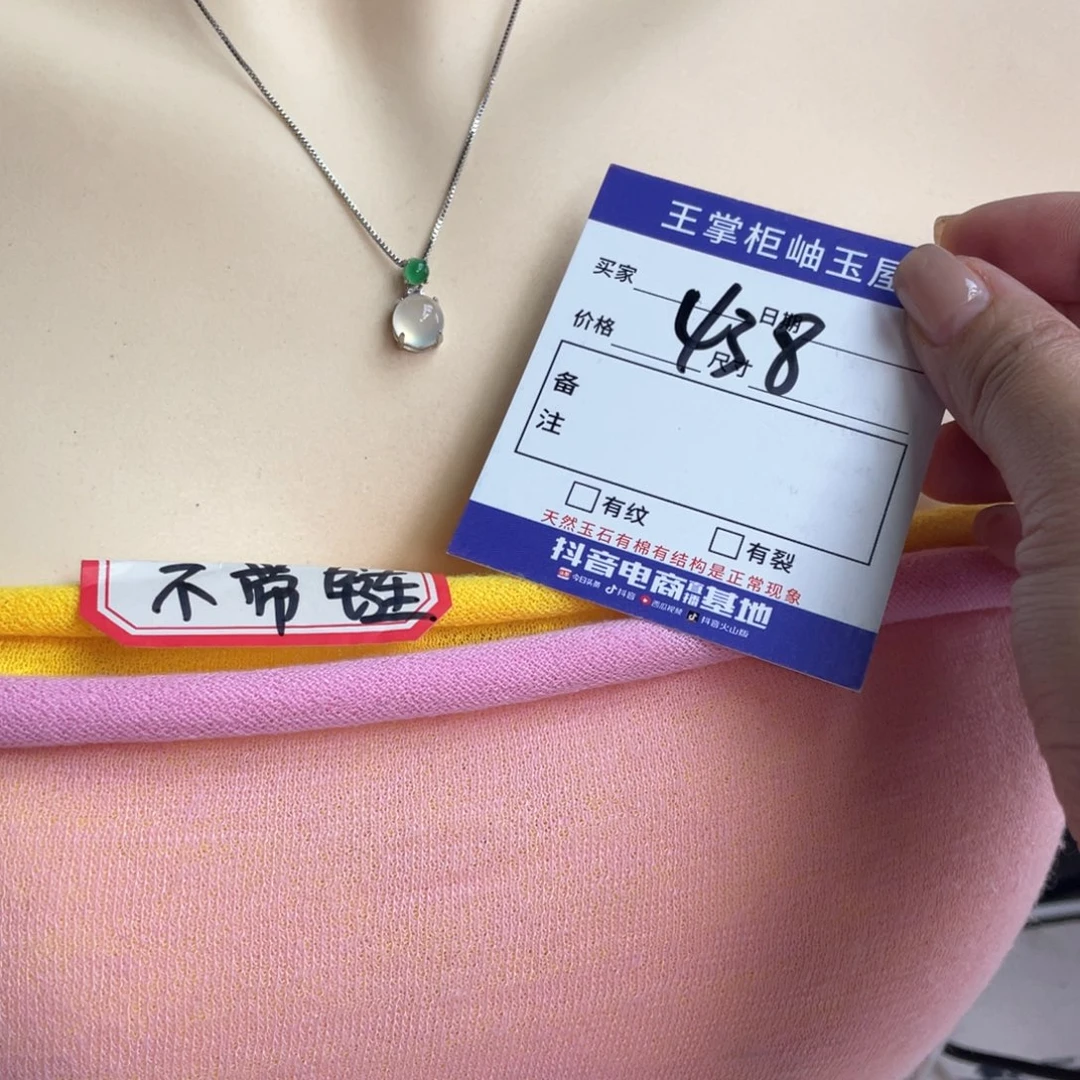 王掌柜岫玉屋
买家 日期
价格 尺寸
438
备
注
有纹 有裂
天然玉石有棉有结构是正常现象
抖音电商直播基地
今日头条 抖音 西瓜视频 抖音火山版
不带链